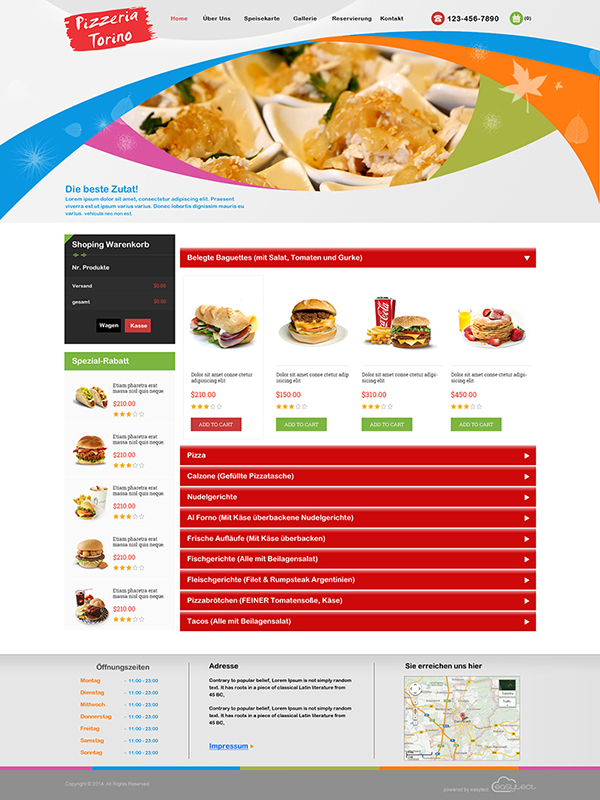 Pizzeria
Torino
Home Über Uns Speisekarte Gallerie Reservierung Kontakt
123-456-7890
(0)
Die beste Zutat!
Lorem ipsum dolor sit amet, consectetur adipiscing elit. Praesent
viverra est ut ipsum varius varius. Donec lobortis dignissim mauris eu
varius. vehicula nec non est.
Shoping Warenkorb
Nr. Produkte
Versand $0.00
gesamt $0.00
Wagen Kasse
Spezial-Rabatt
Etiam pharetra erat
massa nisl quis neque.
$210.00
Etiam pharetra erat
massa nisl quis neque.
$210.00
Etiam pharetra erat
massa nisl quis neque.
$210.00
Etiam pharetra erat
massa nisl quis neque.
$210.00
Etiam pharetra erat
massa nisl quis neque.
$210.00
Belegte Baguettes (mit Salat, Tomaten und Gurke)
Dolor sit amet conse ctetur
adipisicing elit
$210.00
ADD TO CART
Dolor sit amet conse ctetur adip
isicing elit
$150.00
ADD TO CART
Coca-Cola
Dolor sit amet conse ctetur adip-
isicing elit
$310.00
ADD TO CART
Dolor sit amet conse ctetur adip-
isicing elit
$450.00
ADD TO CART
Pizza
Calzone (Gefüllte Pizzatasche)
Nudelgerichte
Al Forno (Mit Käse überbackene Nudelgerichte)
Frische Aufläufe (Mit Käse überbacken)
Fischgerichte (Alle mit Beilagensalat)
Fleischgerichte (Filet & Rumpsteak Argentinien)
Pizzabrötchen (FEINER Tomatensoße, Käse)
Tacos (Alle mit Beilagensalat)
Öffnungszeiten
Montag - 11:00 - 23:00
Dienstag - 11:00 - 23:00
Mittwoch - 11:00 - 23:00
Donnerstag - 11:00 - 23:00
Freitag - 11:00 - 23:00
Samstag - 11:00 - 23:00
Sonntag - 11:00 - 23:00
Adresse
Contrary to popular belief, Lorem Ipsum is not simply random
text. It has roots in a piece of classical Latin literature from
45 BC,
Contrary to popular belief, Lorem Ipsum is not simply random
text. It has roots in a piece of classical Latin literature from
45 BC,
Impressum »
Sie erreichen uns hier
Copyright © 2014. All Rights Reserved
powered by easytect
easytect